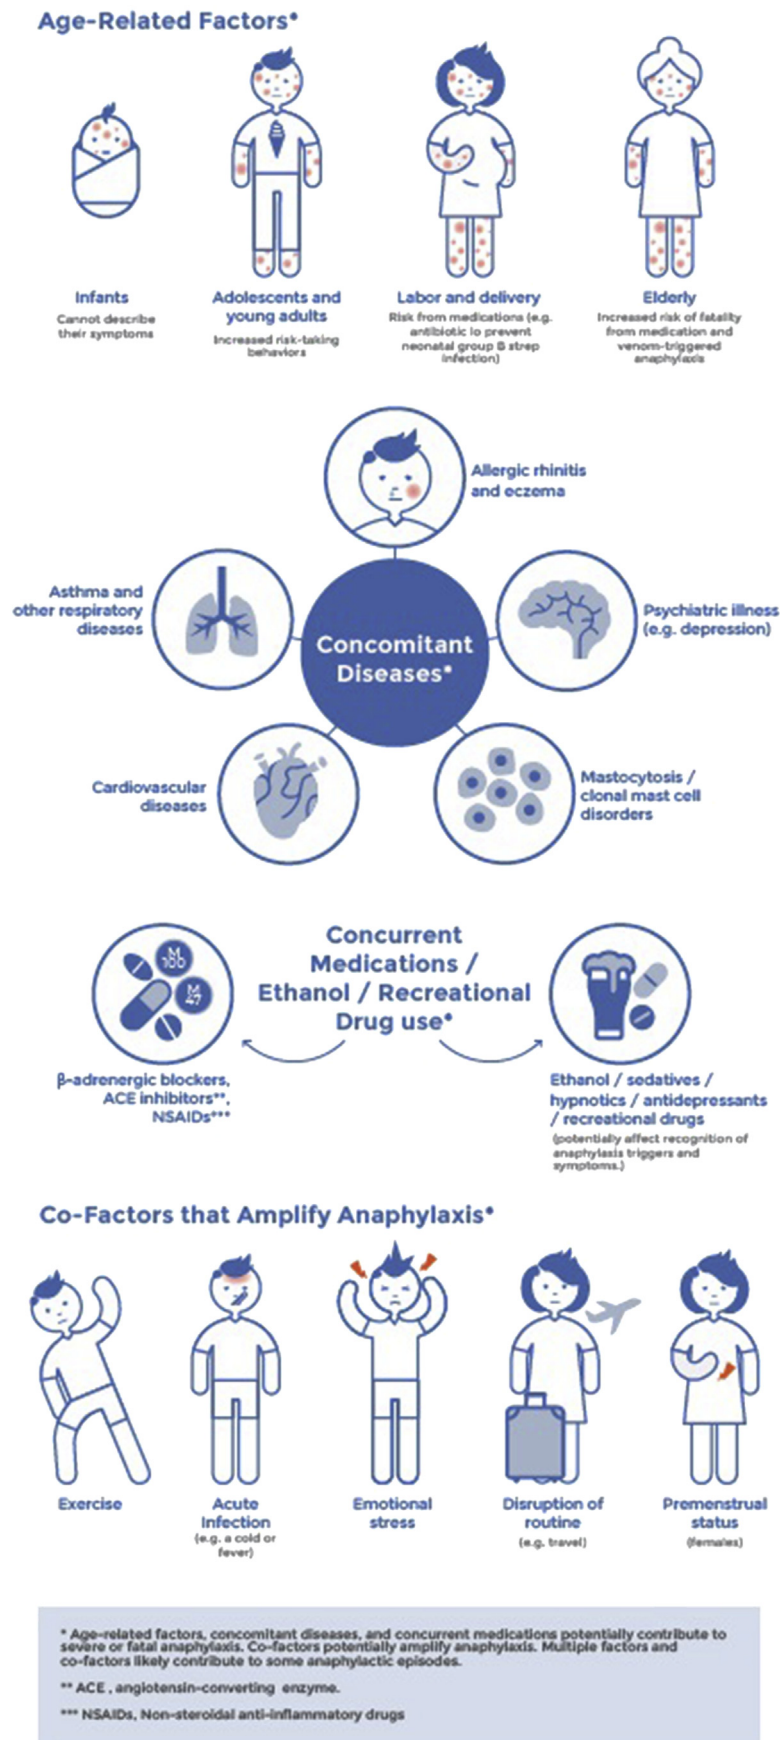 Age-Related Factors*
Infants
Cannot describe
their symptoms
Adolescents and
young adults
Increased risk-taking
behaviors
Labor and delivery
Risk from medications (e.g.
antibiotic to prevent
neonatal group B strep
infection)
Elderly
Increased risk of fatality
from medication and
venom-triggered
anaphylaxis
Allergic rhinitis
and eczema
Asthma and
other respiratory
diseases
Concomitant
Diseases*
Psychiatric illness
(e.g. depression)
Cardiovascular
diseases
Mastocytosis /
clonal mast cell
disorders
Concurrent
Medications /
Ethanol / Recreational
Drug use*
M
100
M
47
β-adrenergic blockers,
ACE inhibitors**,
NSAIDs***
Ethanol / sedatives /
hypnotics / antidepressants
/ recreational drugs
(potentially affect recognition of
anaphylaxis triggers and
symptoms.)
Co-Factors that Amplify Anaphylaxis*
Exercise
Acute
Infection
(e.g. a cold or
fever)
Emotional
stress
Disruption of
routine
(e.g. travel)
Premenstrual
status
(females)
* Age-related factors, concomitant diseases, and concurrent medications potentially contribute to
severe or fatal anaphylaxis. Co-factors potentially amplify anaphylaxis. Multiple factors and
co-factors likely contribute to some anaphylactic episodes.
** ACE , angiotensin-converting enzyme.
*** NSAIDs, Non-steroidal anti-inflammatory drugs